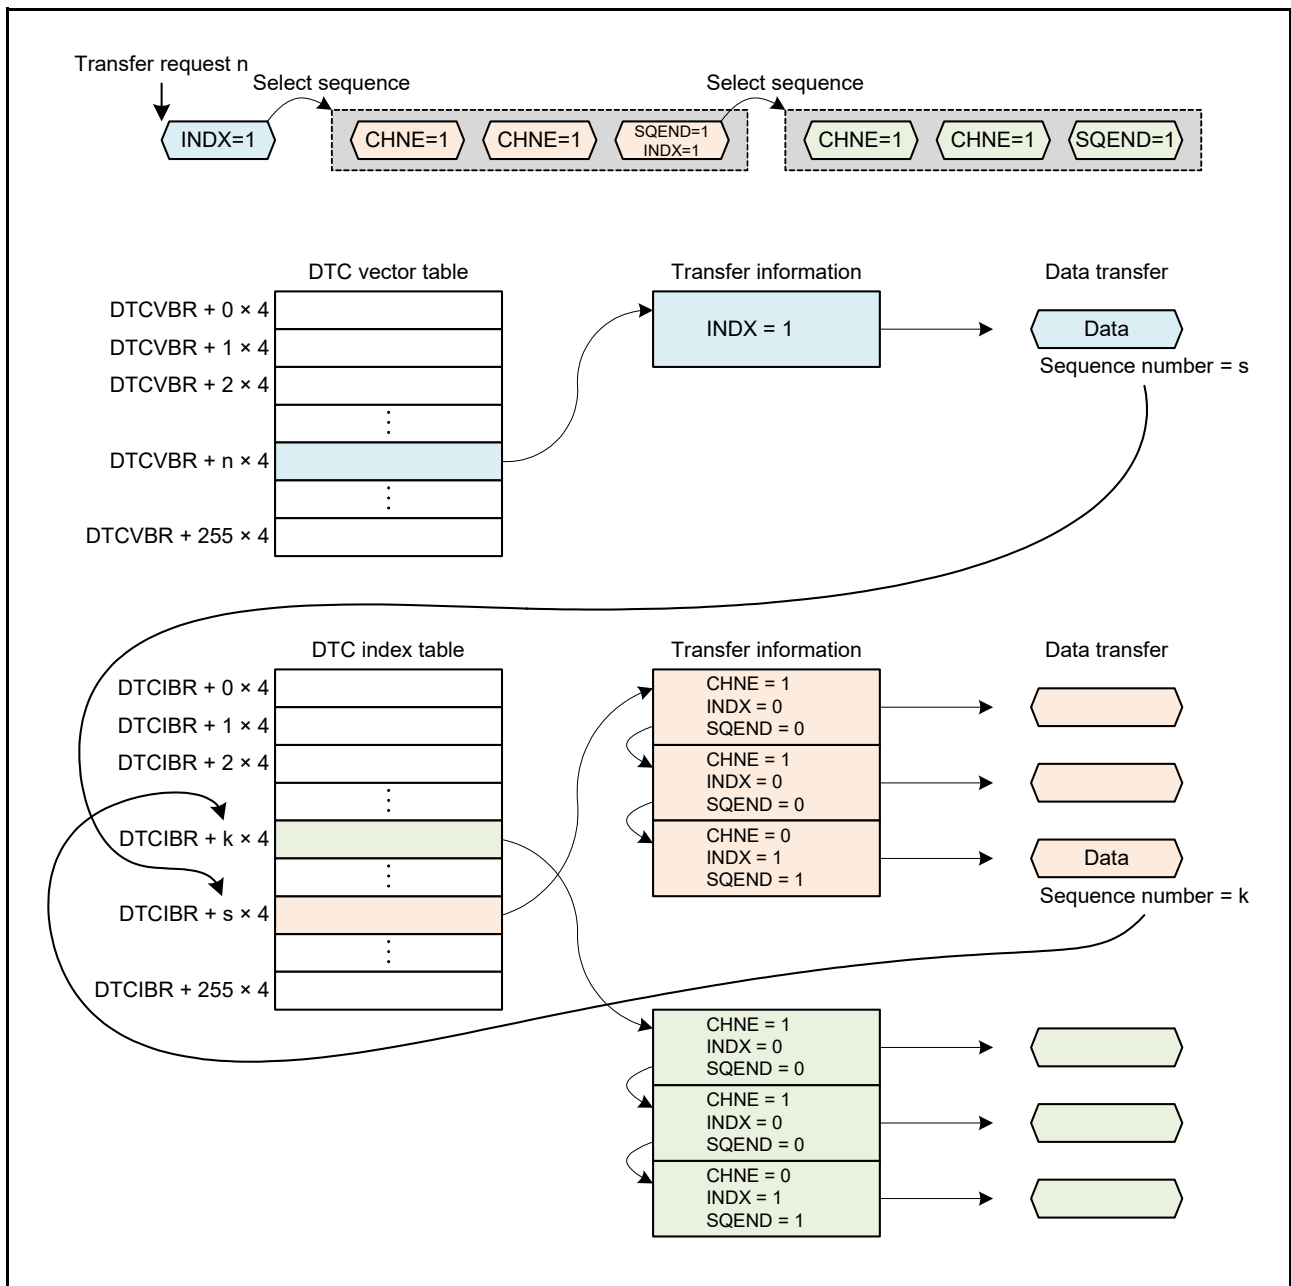 Transfer request n
Select sequence
Select sequence
INDX=1
CHNE=1
CHNE=1
SQEND=1
INDX=1
CHNE=1
CHNE=1
SQEND=1
DTC vector table
Transfer information
Data transfer
DTCVBR + 0 × 4
DTCVBR + 1 × 4
DTCVBR + 2 × 4
⋮
DTCVBR + n × 4
⋮
DTCVBR + 255 × 4
INDX = 1
Data
Sequence number = s
DTC index table
Transfer information
Data transfer
DTCIBR + 0 × 4
DTCIBR + 1 × 4
DTCIBR + 2 × 4
⋮
DTCIBR + k × 4
⋮
DTCIBR + s × 4
⋮
DTCIBR + 255 × 4
CHNE = 1
INDX = 0
SQEND = 0
CHNE = 1
INDX = 0
SQEND = 0
CHNE = 0
INDX = 1
SQEND = 1
Data
Sequence number = k
CHNE = 1
INDX = 0
SQEND = 0
CHNE = 1
INDX = 0
SQEND = 0
CHNE = 0
INDX = 1
SQEND = 1